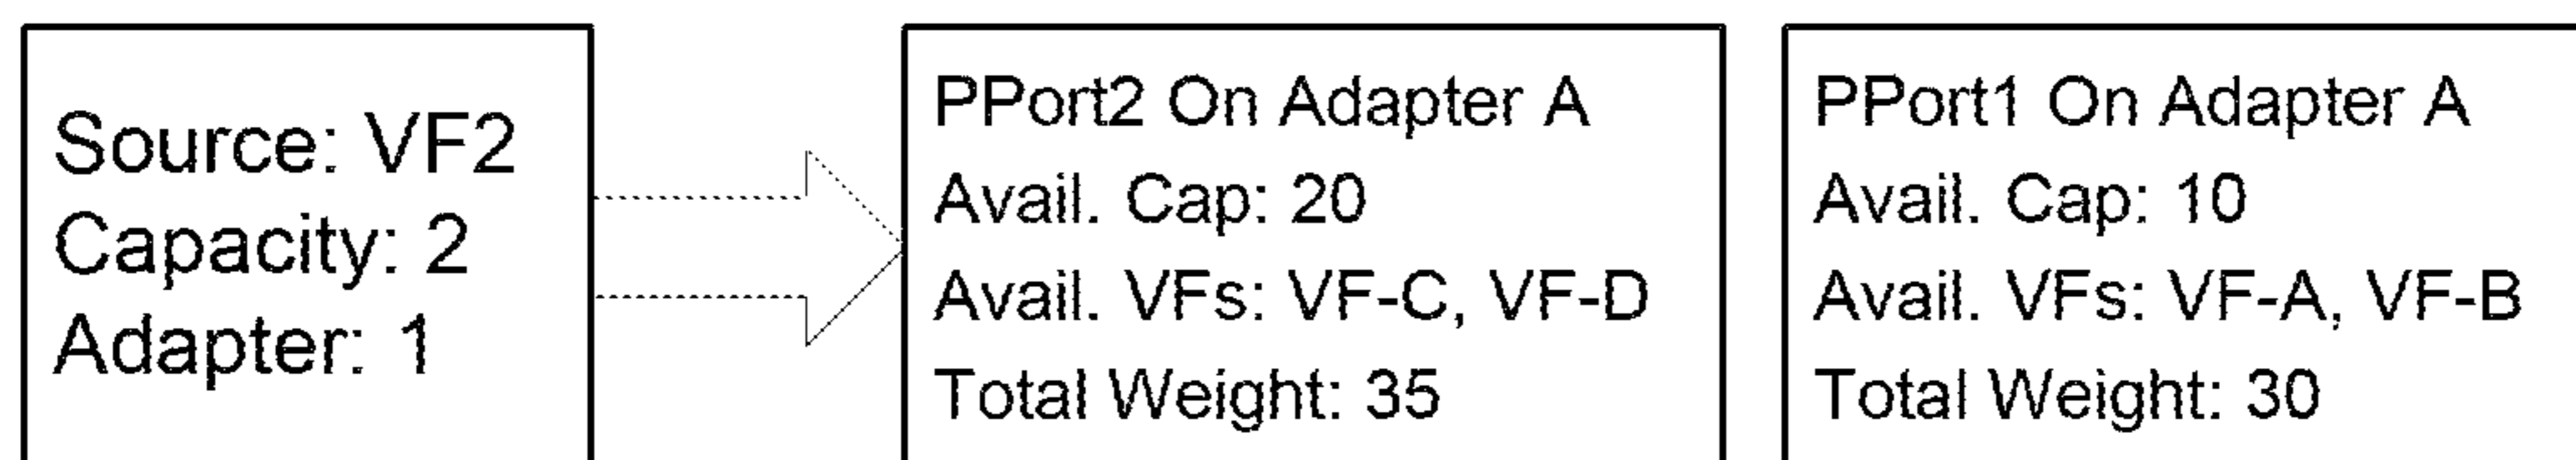 Source: VF2
Capacity: 2
Adapter: 1
PPort2 On Adapter A
Avail. Cap: 20
Avail. VFs: VF-C, VF-D
Total Weight: 35
PPort1 On Adapter A
Avail. Cap: 10
Avail. VFs: VF-A, VF-B
Total Weight: 30